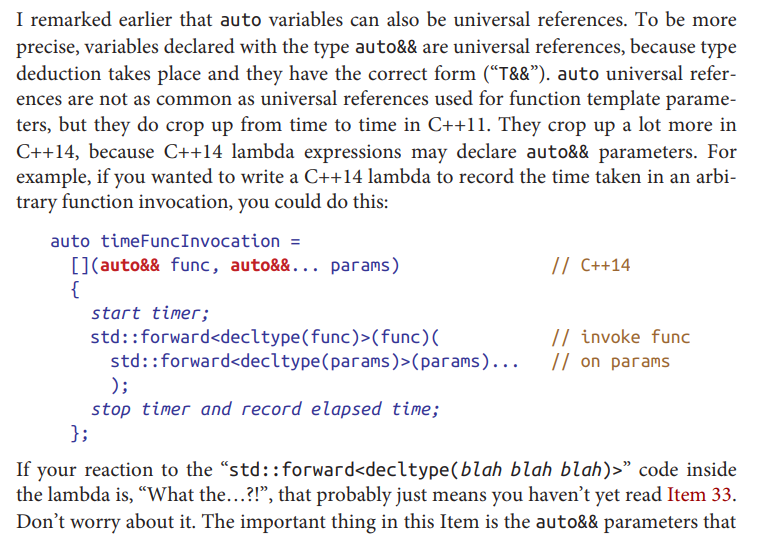 I remarked earlier that auto variables can also be universal references. To be more
precise, variables declared with the type auto&& are universal references, because type
deduction takes place and they have the correct form (“T&&”). auto universal refer-
ences are not as common as universal references used for function template parame-
ters, but they do crop up from time to time in C++11. They crop up a lot more in
C++14, because C++14 lambda expressions may declare auto&& parameters. For
example, if you wanted to write a C++14 lambda to record the time taken in an arbi-
trary function invocation, you could do this:
auto timeFuncInvocation =
[](auto&& func, auto&&... params) // C++14
{
start timer;
std::forward<decltype(func)>(func)( // invoke func
std::forward<decltype(params)>(params)... // on params
);
stop timer and record elapsed time;
};
If your reaction to the “std::forward<decltype(blah blah blah)>” code inside
the lambda is, “What the…?!”, that probably just means you haven’t yet read Item 33.
Don’t worry about it. The important thing in this Item is the auto&& parameters that